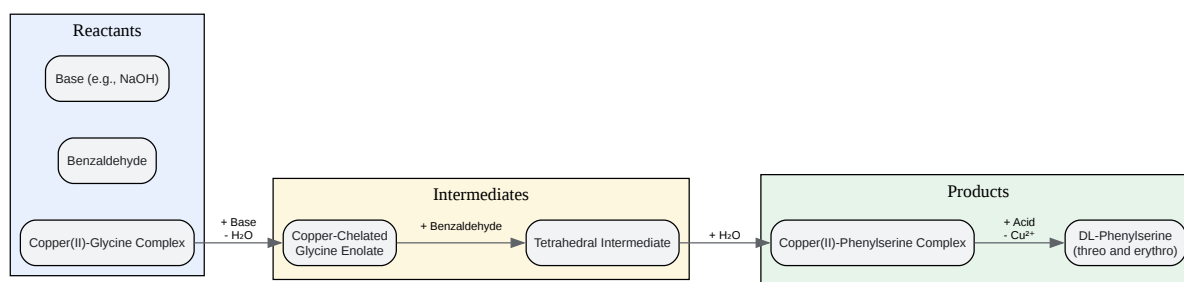 Reactants
Base (e.g., NaOH)
Benzaldehyde
Copper(II)-Glycine Complex
+ Base
- H₂O
Intermediates
Copper-Chelated
Glycine Enolate
+ Benzaldehyde
Tetrahedral Intermediate
+ H₂O
Products
Copper(II)-Phenylserine Complex
+ Acid
- Cu²⁺
DL-Phenylserine
(threo and erythro)